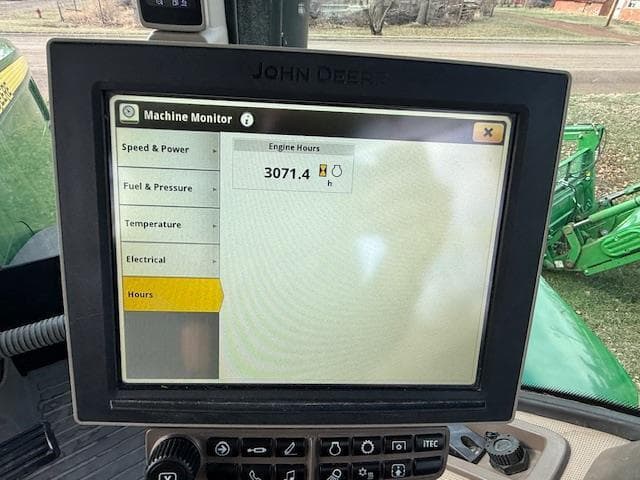 JOHN DEERE
Machine Monitor i
Speed & Power
Fuel & Pressure
Temperature
Electrical
Hours
Engine Hours
3071.4
h
iTEC